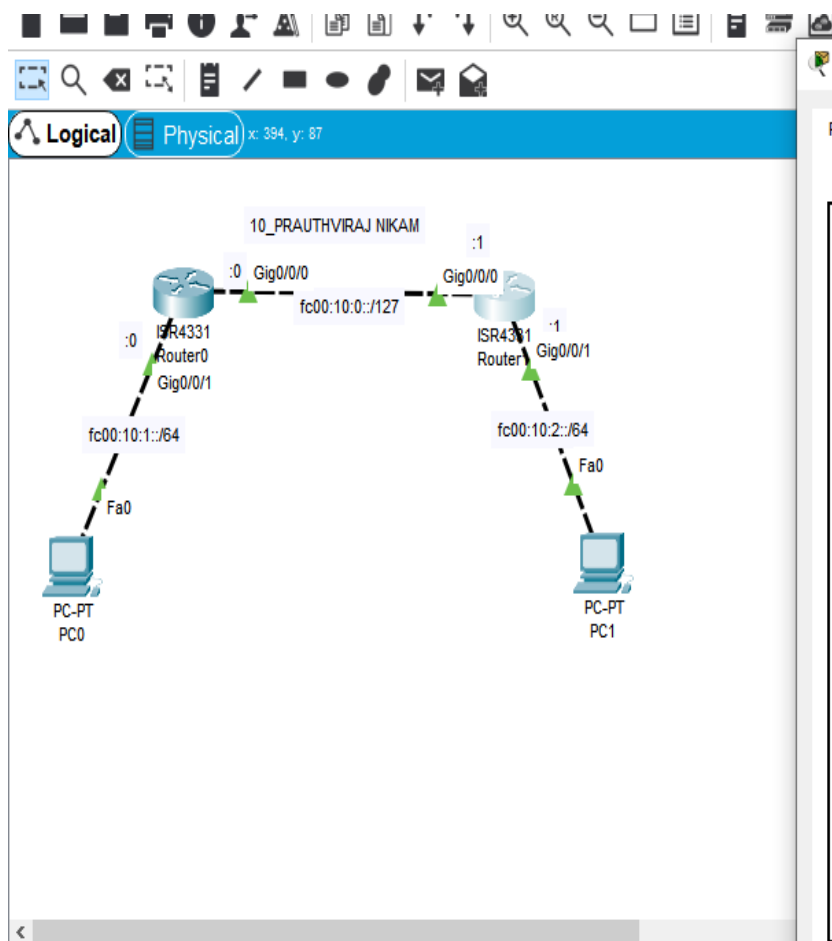 Logical
Physical
x: 394, y: 87
10_PRAUTHVIRAJ NIKAM
:1
:0
Gig0/0/0
Gig0/0/0
fc00:10:0::/127
:0
ISR4331
Router0
Gig0/0/1
ISR4331
Router
:1
Gig0/0/1
fc00:10:1::/64
fc00:10:2::/64
Fa0
Fa0
PC-PT
PC0
PC-PT
PC1